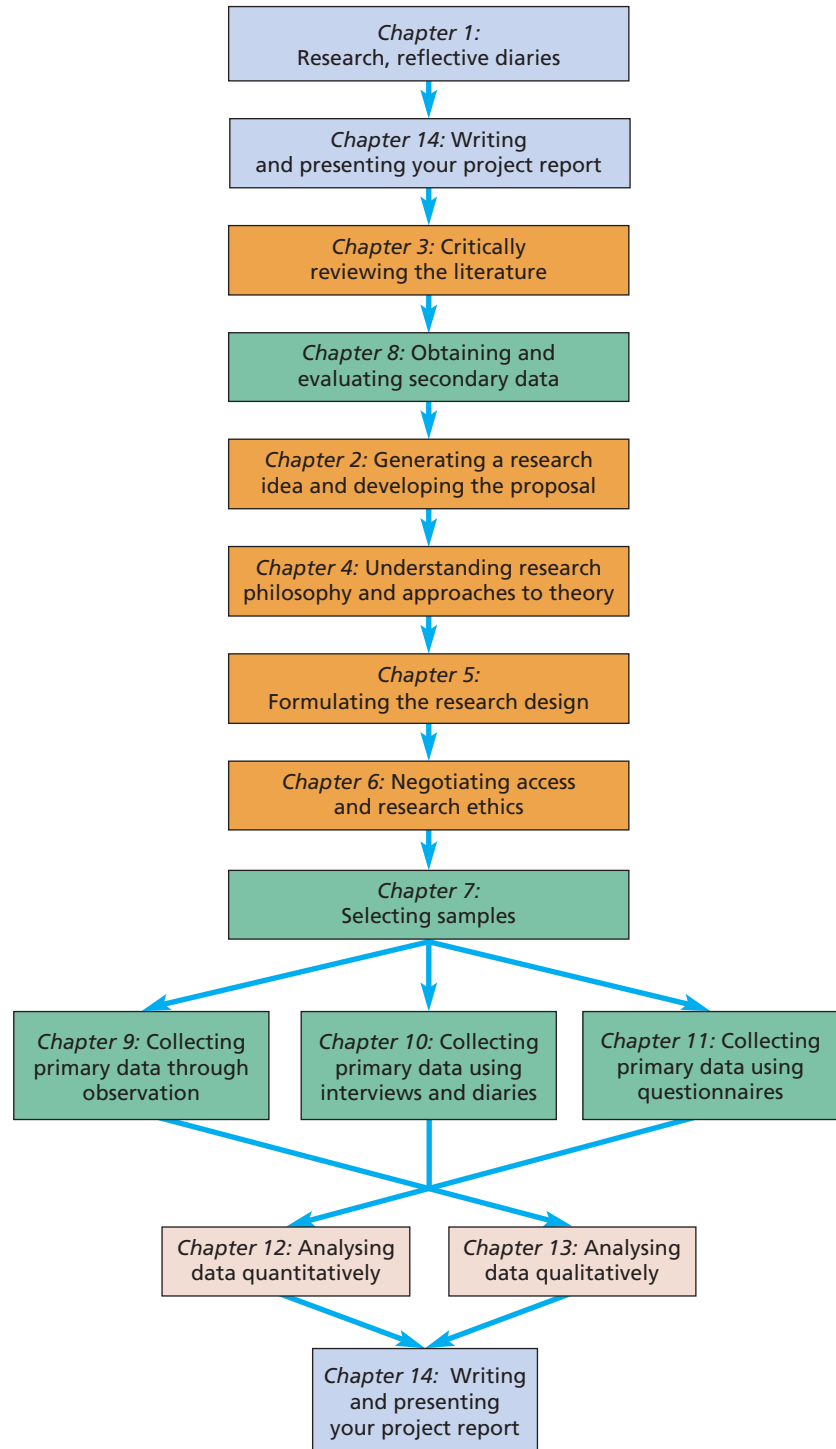 Chapter 1:
Research, reflective diaries
Chapter 14: Writing
and presenting your project report
Chapter 3: Critically
reviewing the literature
Chapter 8: Obtaining and
evaluating secondary data
Chapter 2: Generating a research
idea and developing the proposal
Chapter 4: Understanding research
philosophy and approaches to theory
Chapter 5:
Formulating the research design
Chapter 6: Negotiating access
and research ethics
Chapter 7:
Selecting samples
Chapter 9: Collecting
primary data through
observation
Chapter 10: Collecting
primary data using
interviews and diaries
Chapter 11: Collecting
primary data using
questionnaires
Chapter 12: Analysing
data quantitatively
Chapter 13: Analysing
data qualitatively
Chapter 14: Writing
and presenting
your project report